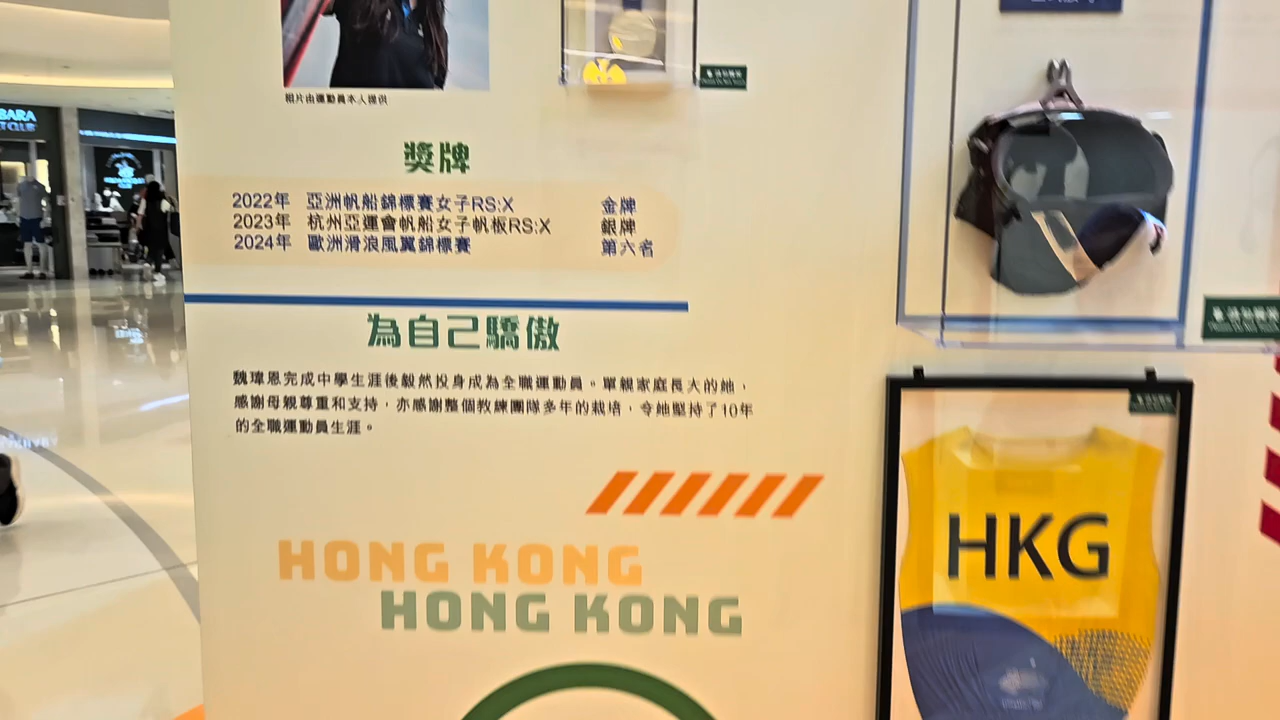 相片由運動員本人提供
獎牌
2022年 亞洲帆船錦標賽女子RS:X 金牌
2023年 杭州亞運會帆船女子帆板RS:X 銀牌
2024年 歐洲滑浪風翼錦標賽 第六名
為自己驕傲
魏瑋恩完成中學生涯後毅然投身成為全職運動員。單親家庭長大的她，
感謝母親尊重和支持，亦感謝整個教練團隊多年的栽培，令她堅持了10年
的全職運動員生涯。
HONG KONG
HONG KONG
HKG
BARA